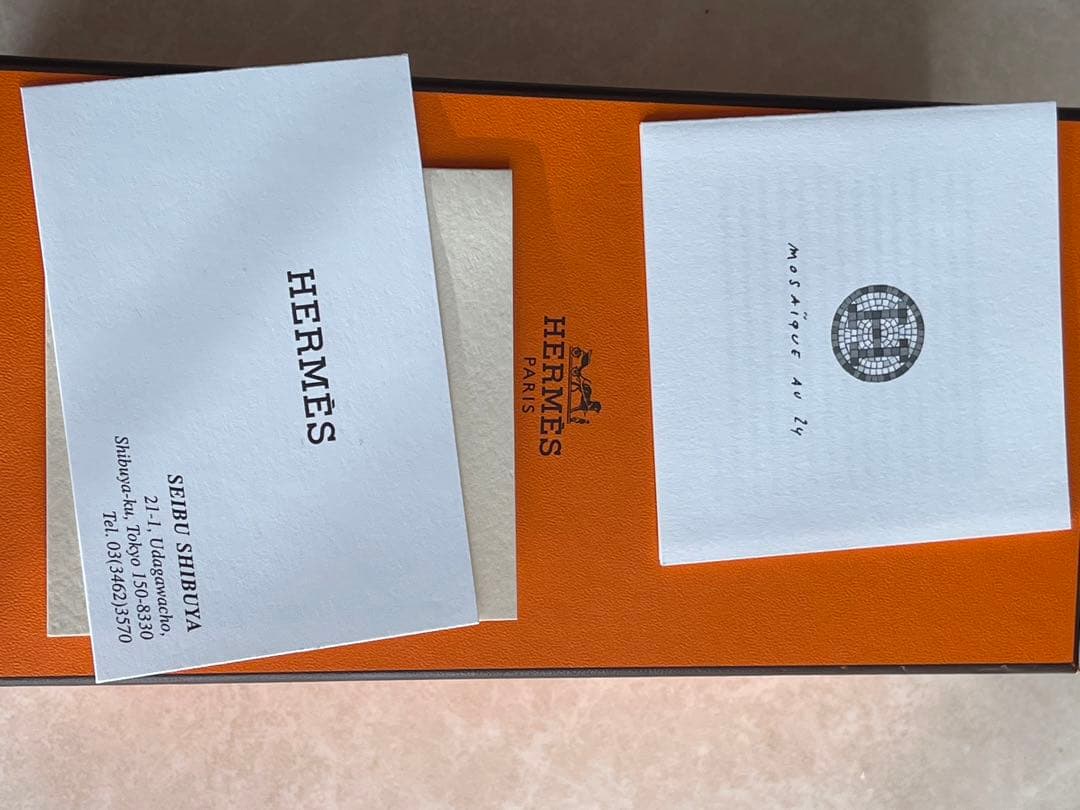 HERMÈS
SEIBU SHIBUYA
21-1, Udagawacho,
Shibuya-ku, Tokyo 150-8330
Tel. 03(3462)3570
HERMÈS
PARIS
H
MOSAÏQUE AU 24